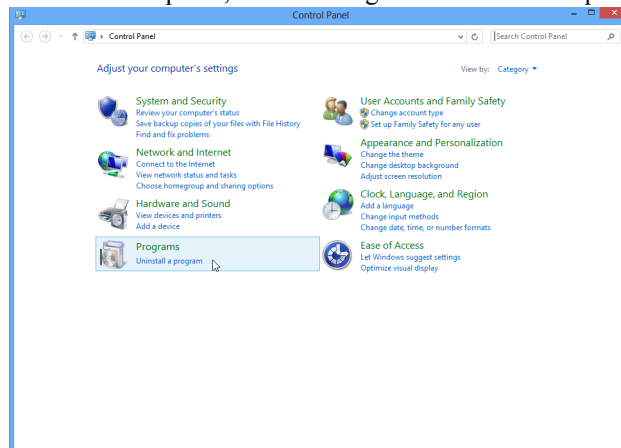 Control Panel
Control Panel
Search Control Panel
Adjust your computer's settings
View by: Category
System and Security
Review your computer's status
Save backup copies of your files with File History
Find and fix problems
Network and Internet
Connect to the Internet
View network status and tasks
Choose homegroup and sharing options
Hardware and Sound
View devices and printers
Add a device
Programs
Uninstall a program
User Accounts and Family Safety
Change account type
Set up Family Safety for any user
Appearance and Personalization
Change the theme
Change desktop background
Adjust screen resolution
Clock, Language, and Region
Add a language
Change input methods
Change date, time, or number formats
Ease of Access
Let Windows suggest settings
Optimize visual display